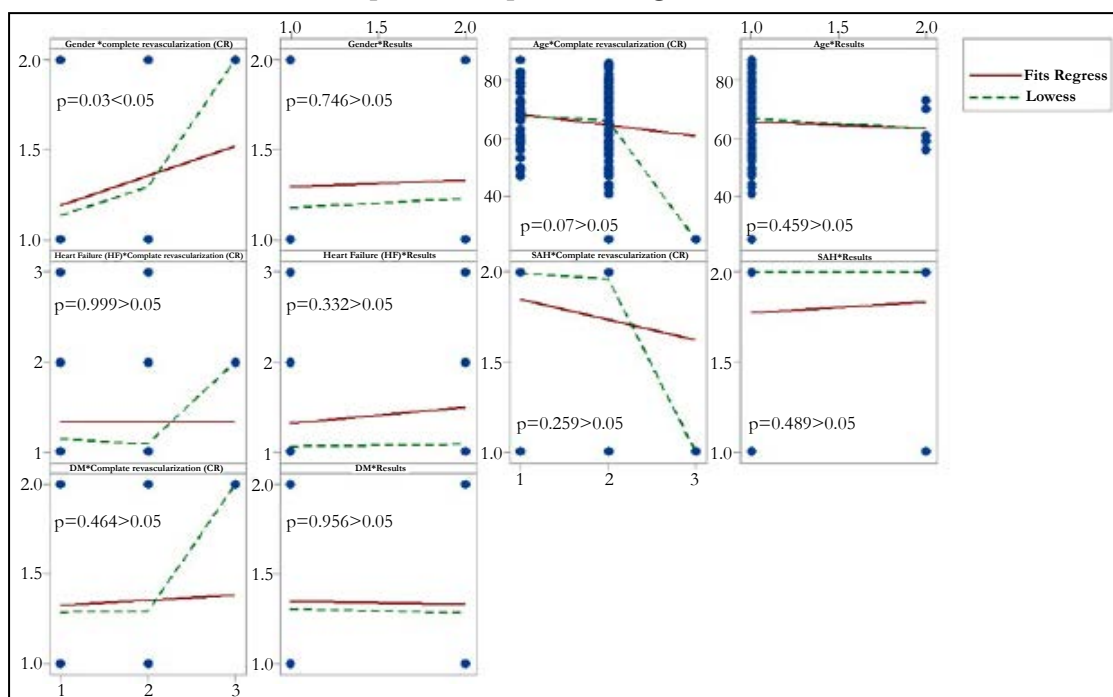 1.0 1.5 2.0
1.0 2.0
Gender *complete revascularization (CR)
2.0
p=0.03<0.05
1.5
1.0
Gender*Results
2.0
p=0.746>0.05
1.5
1.0
Age*Complate revascularization (CR)
80
60
40
p=0.07>0.05
Age*Results
80
60
40
p=0.459>0.05
Fits Regress
Lowess
Heart Failure (HF)*Complate revascularization (CR)
3
p=0.999>0.05
2
1
Heart Failure (HF)*Results
3
p=0.332>0.05
2
1
SAH*Complate revascularization (CR)
2.0
1.5
p=0.259>0.05
1.0
1 2 3
SAH*Results
2.0
1.5
p=0.489>0.05
1.0
DM*Complate revascularization (CR)
2.0
p=0.464>0.05
1.5
1.0
1 2 3
DM*Results
2.0
p=0.956>0.05
1.5
1.0